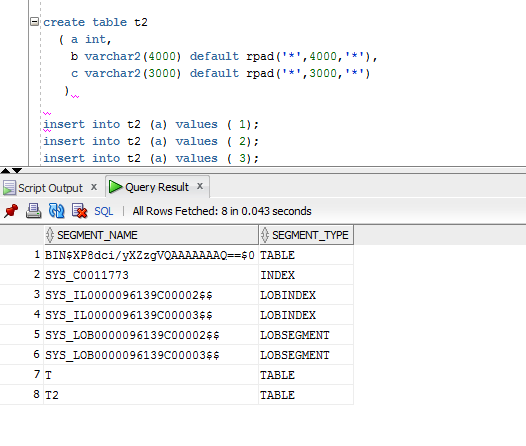 create table t2
( a int,
b varchar2(4000) default rpad('*',4000,'*'),
c varchar2(3000) default rpad('*',3000,'*')
)
insert into t2 (a) values ( 1);
insert into t2 (a) values ( 2);
insert into t2 (a) values ( 3);
Script Output x Query Result x
SQL | All Rows Fetched: 8 in 0.043 seconds
SEGMENT_NAME SEGMENT_TYPE
1 BIN$XP8dci/yXZzgVQAAAAAAAQ==$0 TABLE
2 SYS_C0011773 INDEX
3 SYS_IL0000096139C00002$$ LOBINDEX
4 SYS_IL0000096139C00003$$ LOBINDEX
5 SYS_LOB0000096139C00002$$ LOBSEGMENT
6 SYS_LOB0000096139C00003$$ LOBSEGMENT
7 T TABLE
8 T2 TABLE